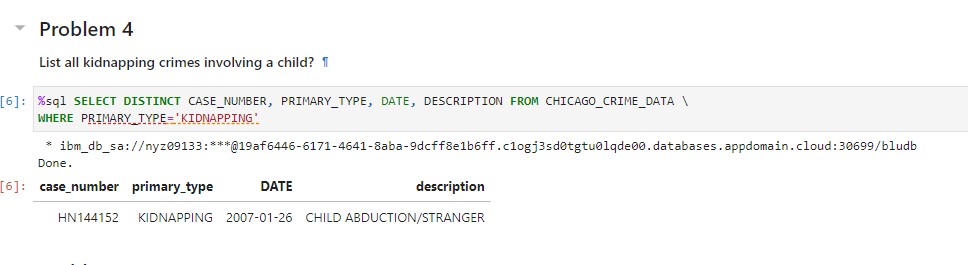 Problem 4
List all kidnapping crimes involving a child? ¶
[6]: %sql SELECT DISTINCT CASE_NUMBER, PRIMARY_TYPE, DATE, DESCRIPTION FROM CHICAGO_CRIME_DATA \
WHERE PRIMARY_TYPE='KIDNAPPING'
* ibm_db_sa://nyz09133:***@19af6446-6171-4641-8aba-9dcff8e1b6ff.c1ogj3sd0tgtu0lqde00.databases.appdomain.cloud:30699/bludb
Done.
[6]: case_number primary_type DATE description
HN144152 KIDNAPPING 2007-01-26 CHILD ABDUCTION/STRANGER